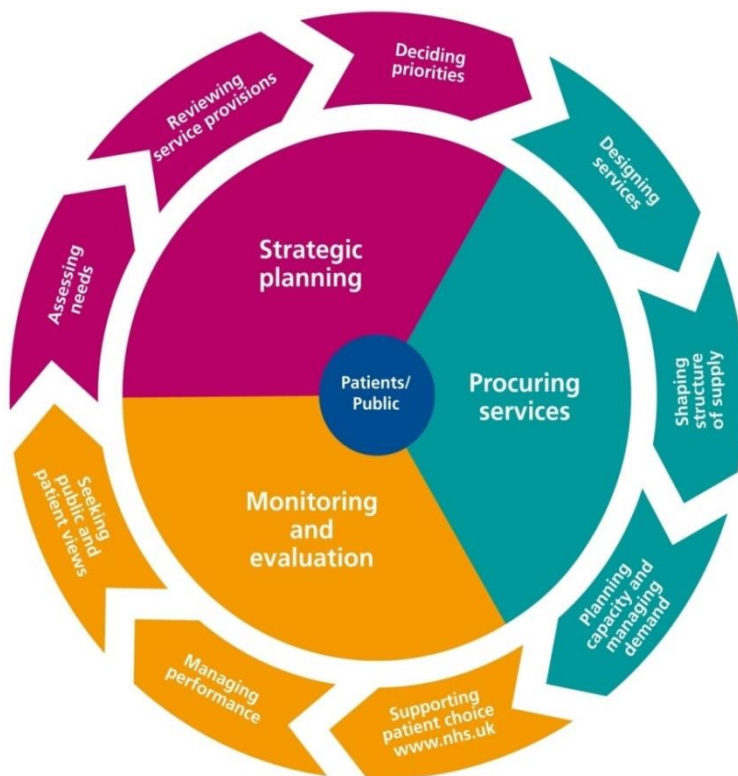 Deciding
priorities
Designing
services
Shaping
structure
of supply
Planning
capacity and
managing
demand
Supporting
patient choice
www.nhs.uk
Managing
performance
Seeking
public and
patient views
Assessing
needs
Reviewing
service provisions
Strategic
planning
Procuring
services
Monitoring
and
evaluation
Patients/
Public